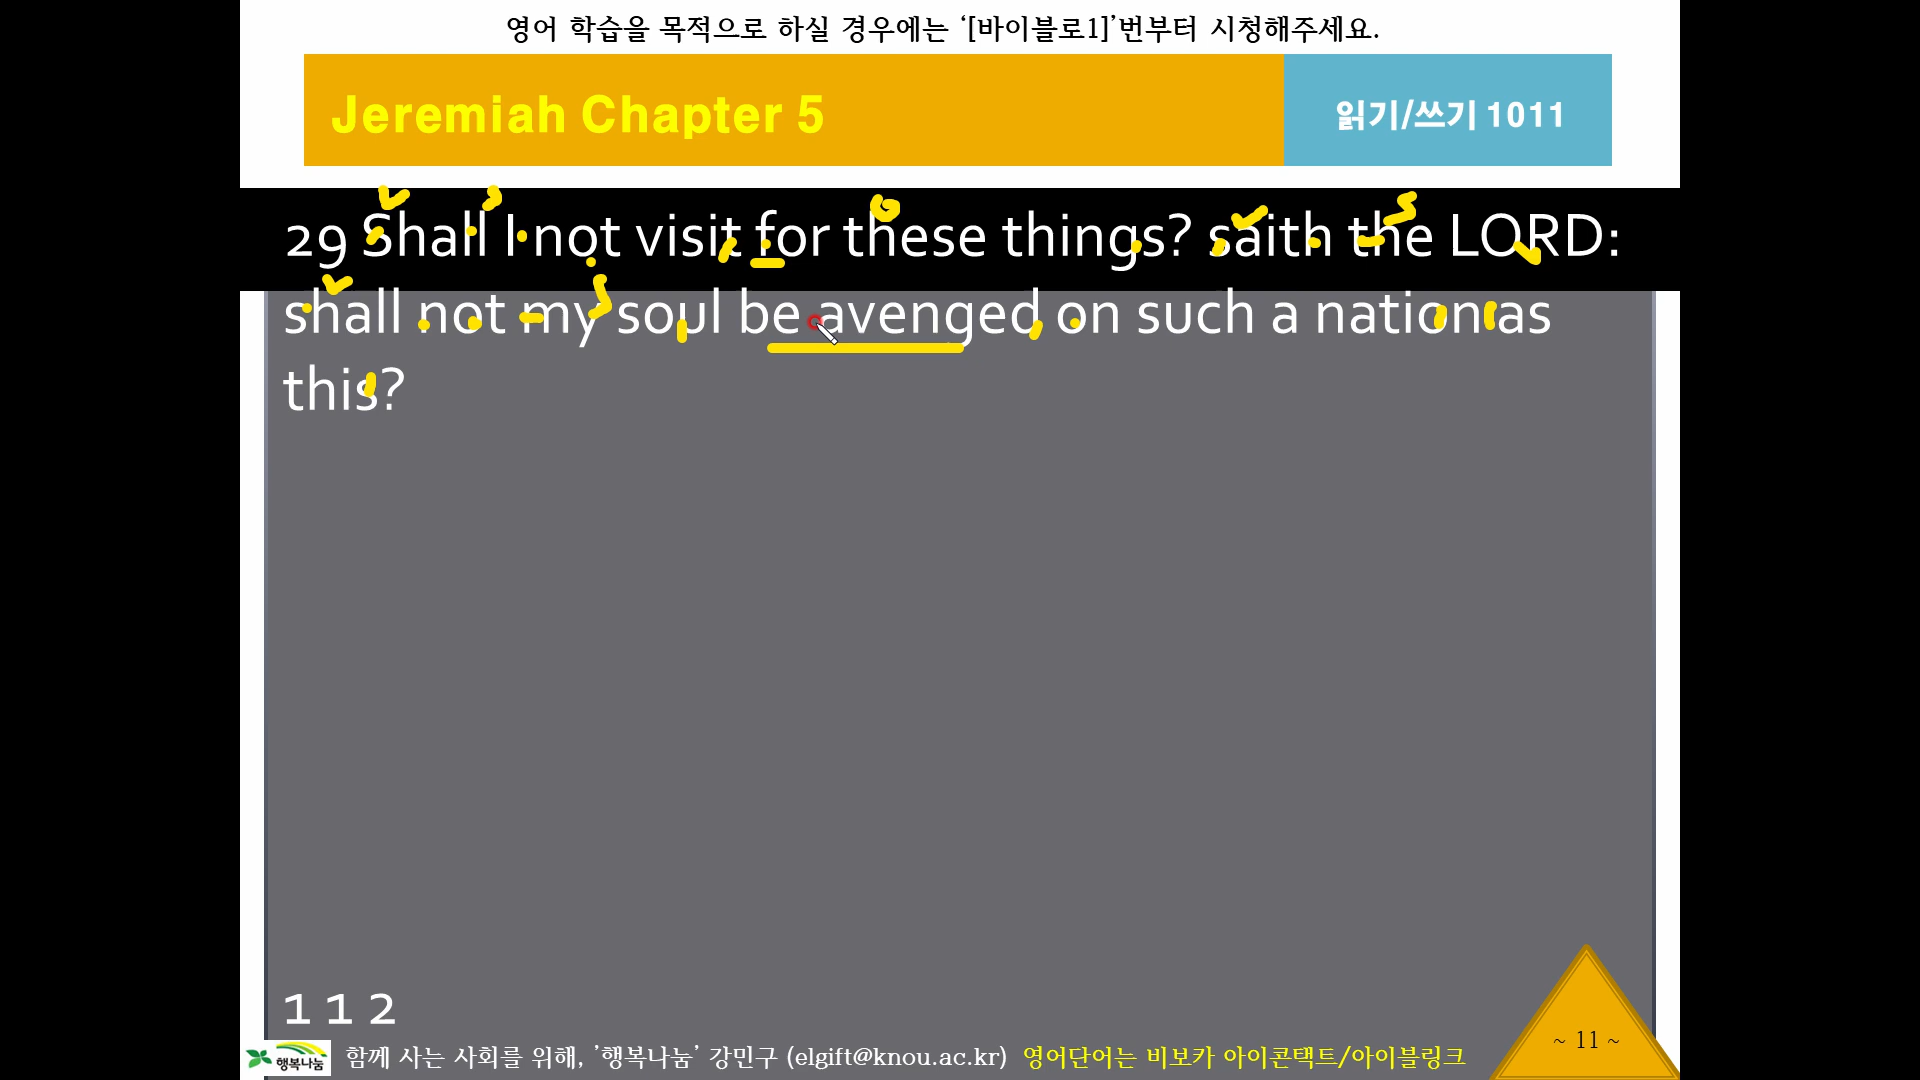 영어 학습을 목적으로 하실 경우에는 ‘[바이블로1]’번부터 시청해주세요.
Jeremiah Chapter 5
읽기/쓰기 1011
29 Shall I not visit for these things? saith the LORD:
shall not my soul be avenged on such a nation as
this?
1 1 2
행복나눔
함께 사는 사회를 위해, ’행복나눔’ 강민구 (elgift@knou.ac.kr) 영어단어는 비보카 아이콘택트/아이블링크
~ 11 ~